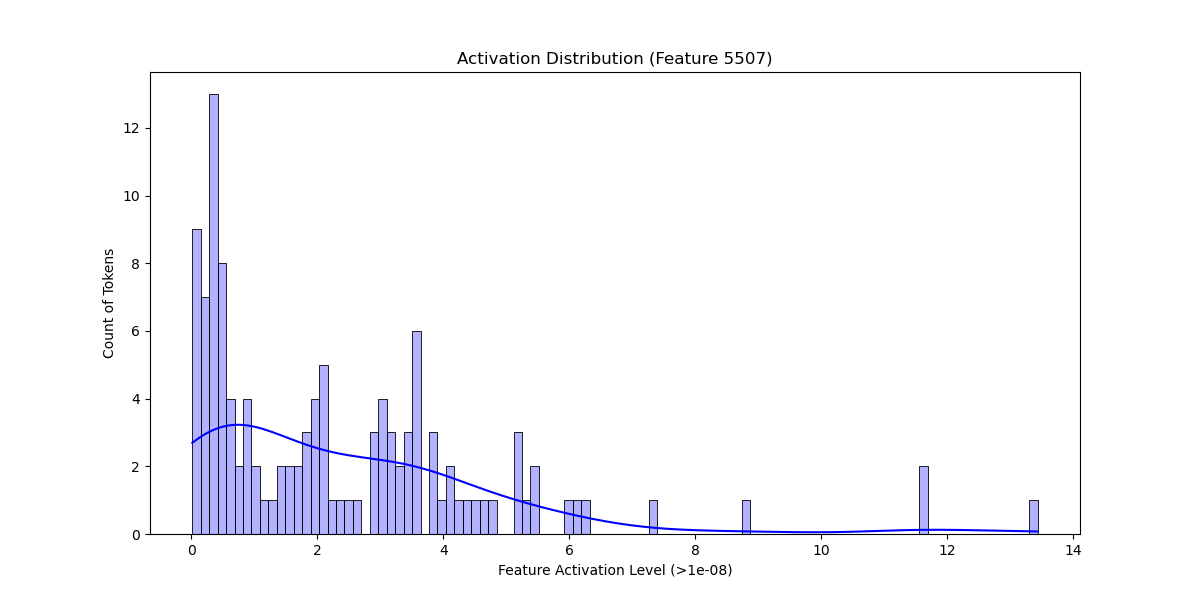 Activation Distribution (Feature 5507)
Count of Tokens
12
10
8
6
4
2
0
0 2 4 6 8 10 12 14
Feature Activation Level (>1e-08)